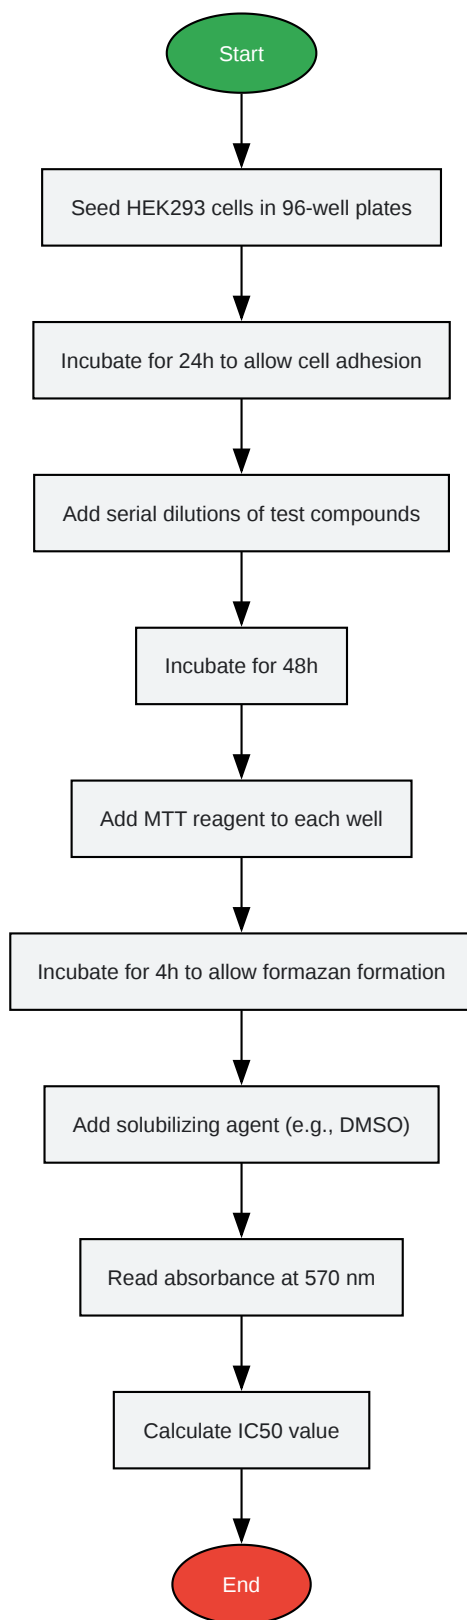 Start
Seed HEK293 cells in 96-well plates
Incubate for 24h to allow cell adhesion
Add serial dilutions of test compounds
Incubate for 48h
Add MTT reagent to each well
Incubate for 4h to allow formazan formation
Add solubilizing agent (e.g., DMSO)
Read absorbance at 570 nm
Calculate IC50 value
End